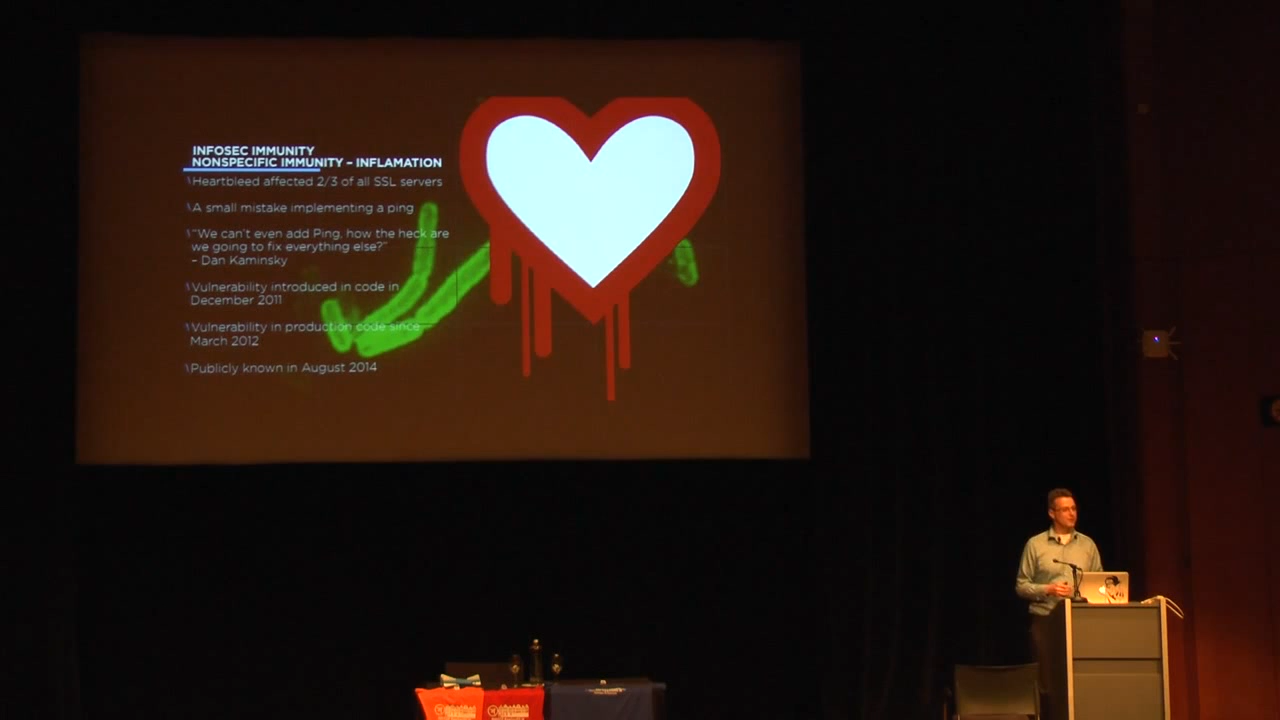 INFOSEC IMMUNITY
NONSPECIFIC IMMUNITY – INFLAMATION
\Heartbleed affected 2/3 of all SSL servers
\A small mistake implementing a ping
\"We can't even add Ping, how the heck are
we going to fix everything else?"
– Dan Kaminsky
\Vulnerability introduced in code in
December 2011
\Vulnerability in production code since
March 2012
\Publicly known in August 2014